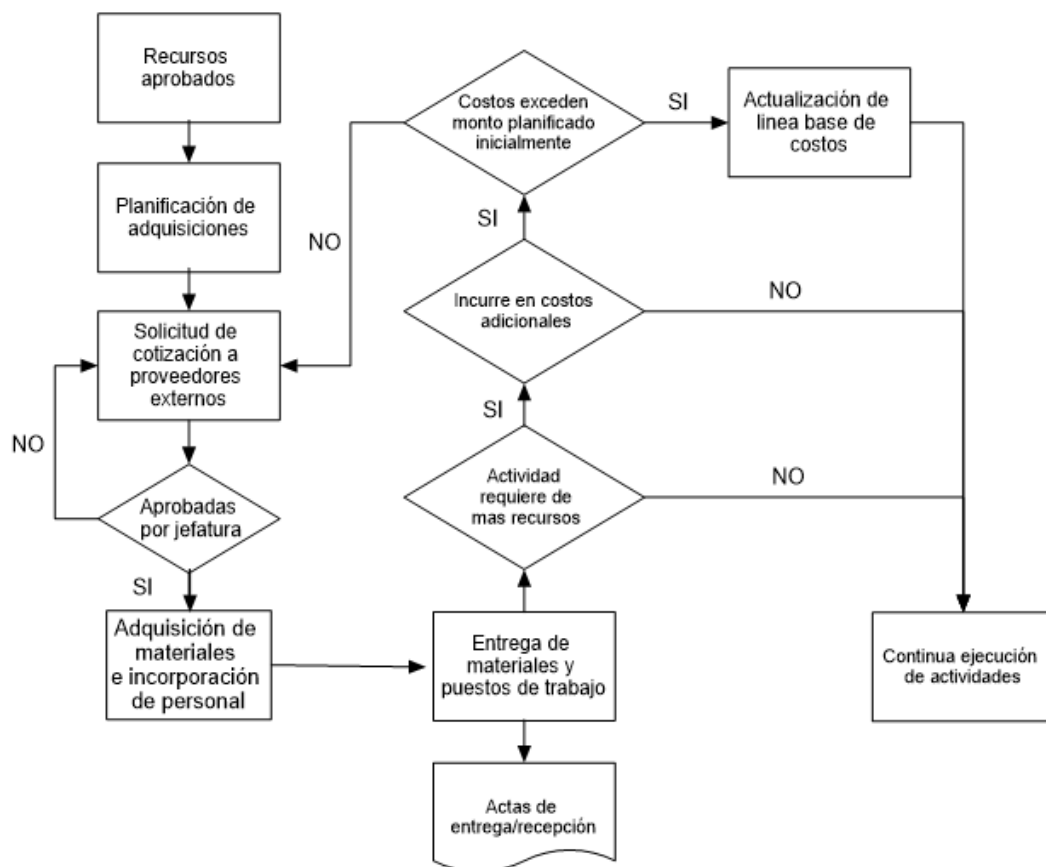 Recursos
aprobados
Planificación de
adquisiciones
Solicitud de
cotización a
proveedores
externos
NO
Aprobadas
por jefatura
SI
Adquisición de
materiales
e incorporación
de personal
Entrega de
materiales y
puestos de trabajo
Actas de
entrega/recepción
Actividad
requiere de
mas recursos
NO
SI
Incurre en costos
adicionales
NO
SI
Costos exceden
monto planificado
inicialmente
NO
SI
Actualización de
linea base de
costos
Continua ejecución
de actividades